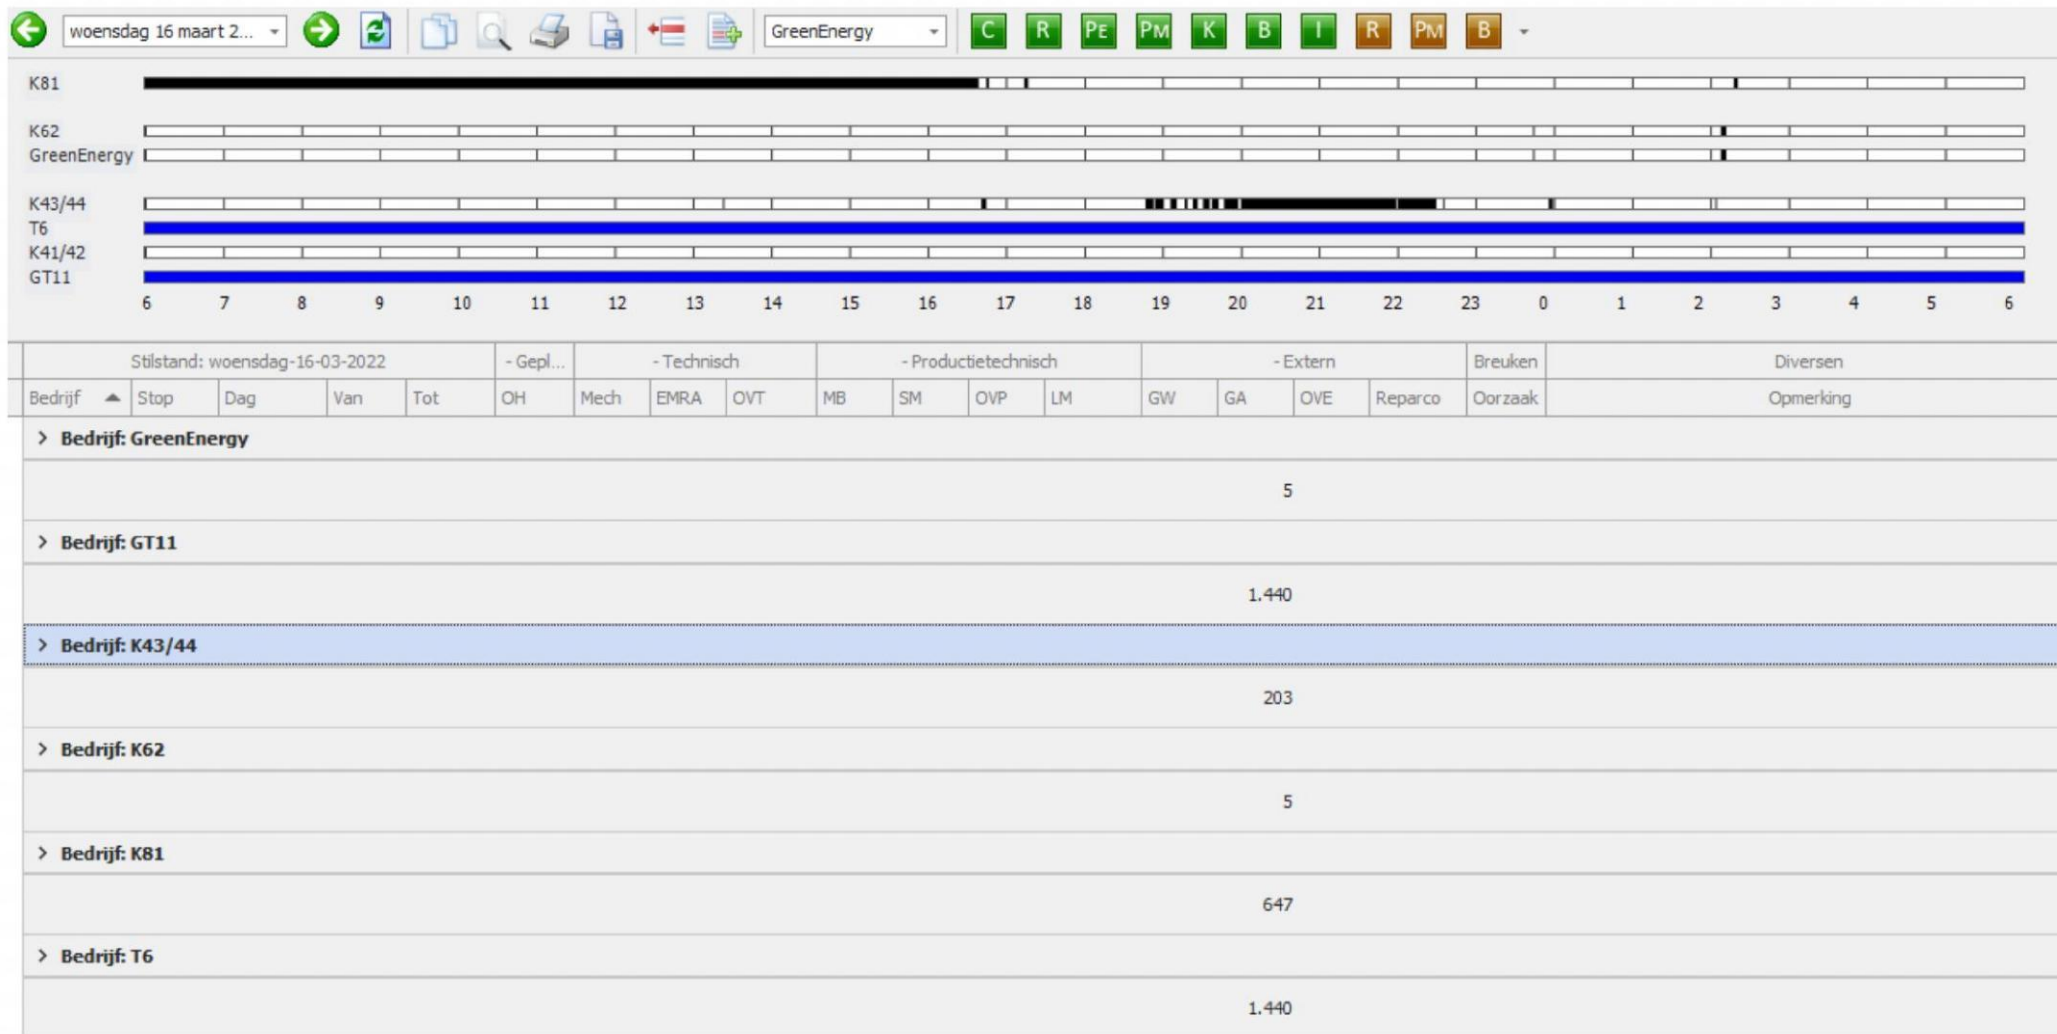 woensdag 16 maart 2... GreenEnergy C R PE PM K B I R PM B
K81
K62
GreenEnergy
K43/44
T6
K41/42
GT11
6 7 8 9 10 11 12 13 14 15 16 17 18 19 20 21 22 23 0 1 2 3 4 5 6
Stilstand: woensdag-16-03-2022 - Gepl... - Technisch - Productietechnisch - Extern Breuken Diversen
Bedrijf Stop Dag Van Tot OH Mech EMRA OVT MB SM OVP LM GW GA OVE Reparco Oorzaak Opmerking
> Bedrijf: GreenEnergy
5
> Bedrijf: GT11
1.440
> Bedrijf: K43/44
203
> Bedrijf: K62
5
> Bedrijf: K81
647
> Bedrijf: T6
1.440